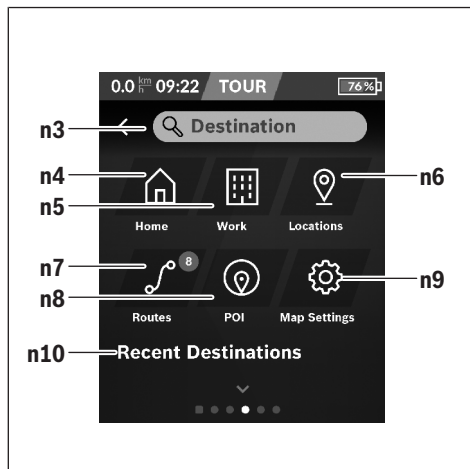 0.0 km/h 09:22 TOUR 76%
n3 Destination
n4 n6
n5
Home Work Locations
n7 8
n8 n9
Routes POI Map Settings
n10 Recent Destinations